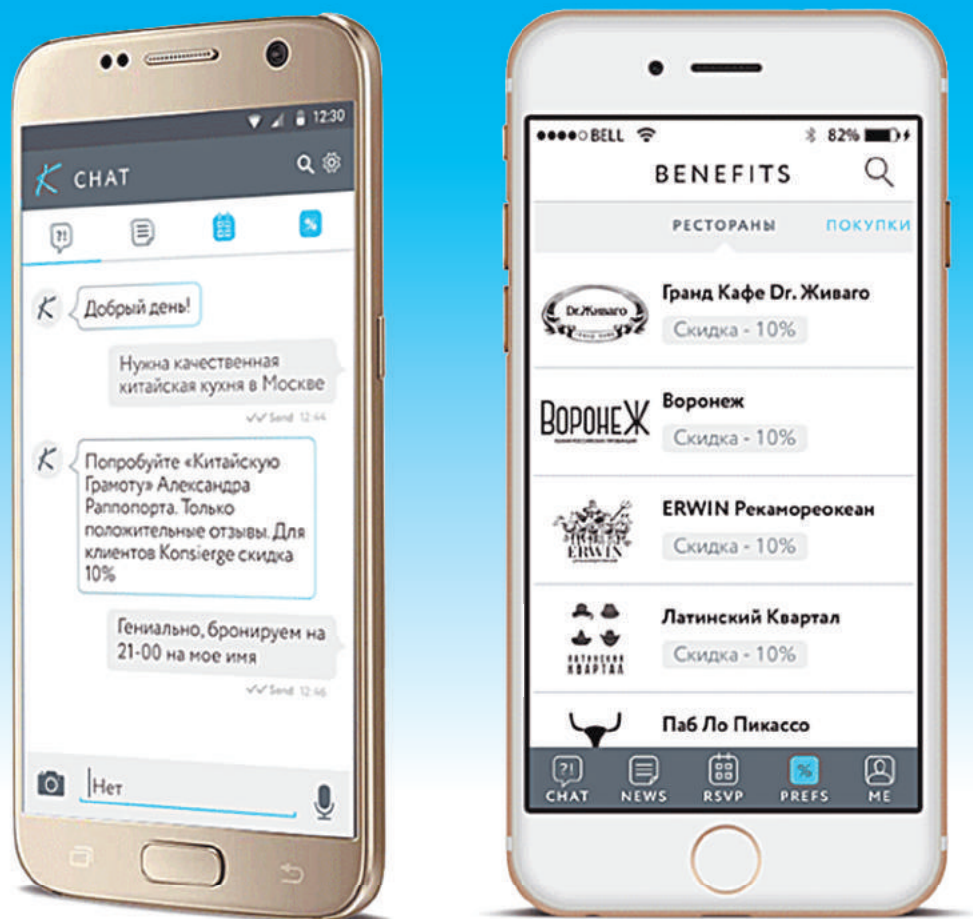 12:30
K CHAT
?!
%
K
Добрый день!
Нужна качественная
китайская кухня в Москве
Send 12:44
K
Попробуйте «Китайскую
Грамоту» Александра
Раппопорта. Только
положительные отзывы. Для
клиентов Konsierge скидка
10%
Гениально, бронируем на
21-00 на мое имя
Send 12:46
Нет
BELL
82%
BENEFITS
РЕСТОРАНЫ
ПОКУПКИ
Dr.Живаго
Гранд Кафе Dr. Живаго
Скидка - 10%
ВОРОНЕЖ
Воронеж
Скидка - 10%
ERWIN
ERWIN Рекамореокеан
Скидка - 10%
ЛАТИНСКИЙ
КВАРТАЛ
Латинский Квартал
Скидка - 10%
Паб Ло Пикассо
?!
%
CHAT
NEWS
RSVP
PREFS
ME